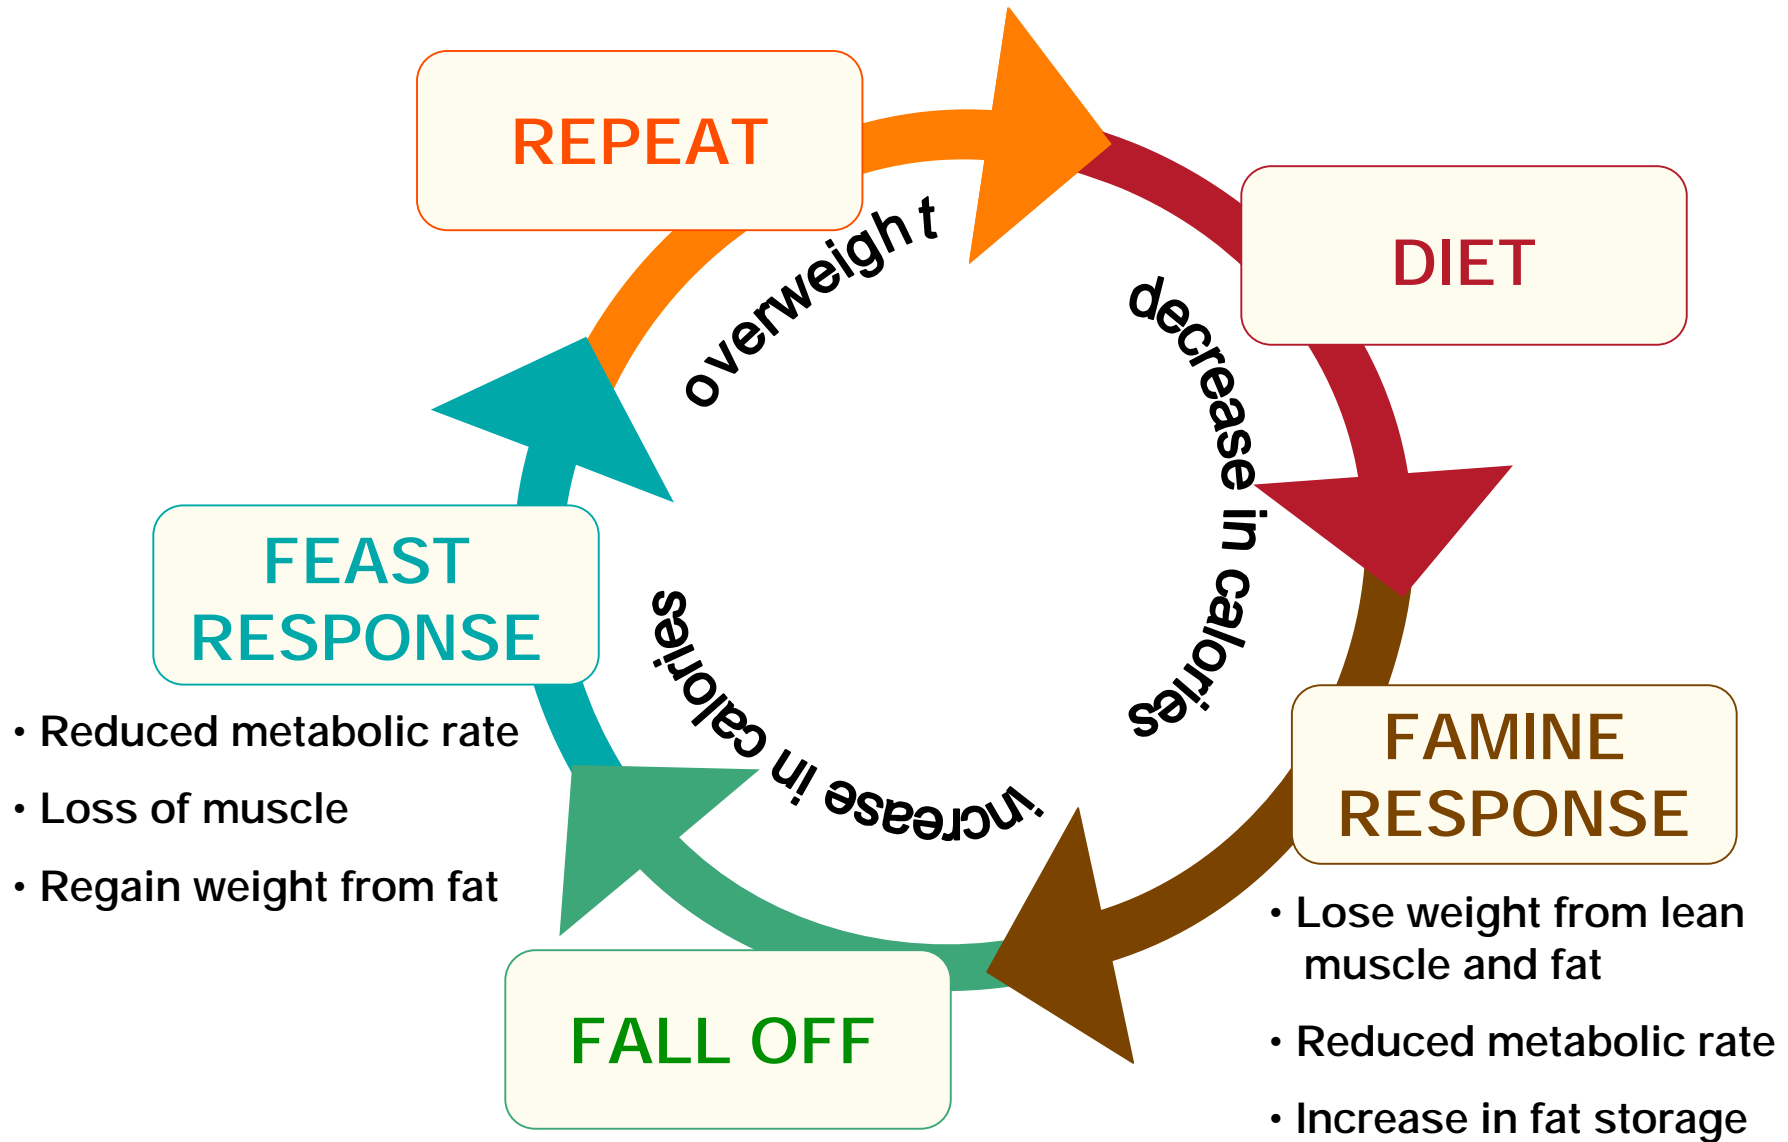 REPEAT
DIET
overweight
decrease in calories
FEAST
RESPONSE
increase in calories
FAMINE
RESPONSE
• Reduced metabolic rate
• Loss of muscle
• Regain weight from fat
• Lose weight from lean
muscle and fat
• Reduced metabolic rate
• Increase in fat storage
FALL OFF